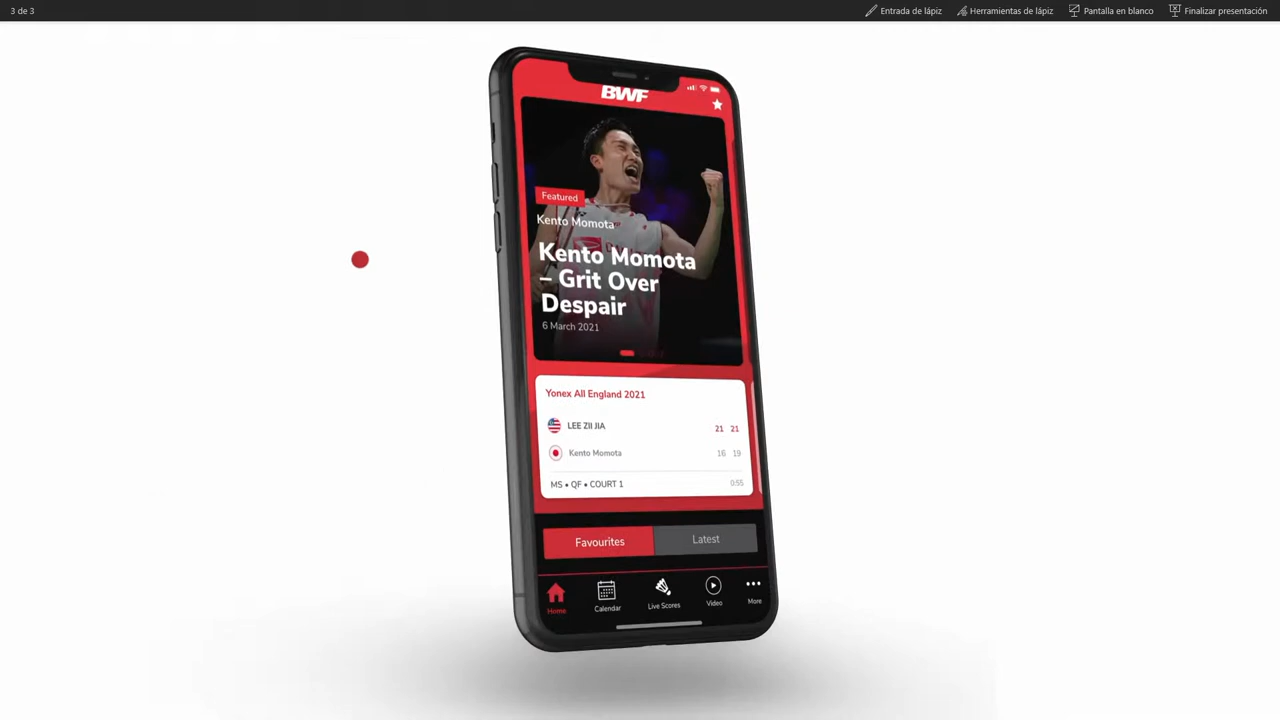 3 de 3
Entrada de lápiz
Herramientas de lápiz
Pantalla en blanco
Finalizar presentación
BWF
Featured
Kento Momota
Kento Momota
– Grit Over
Despair
6 March 2021
Yonex All England 2021
LEE ZII JIA 21 21
Kento Momota 16 19
MS • QF • COURT 1 0:55
Favourites
Latest
Home
Calendar
Live Scores
Video
More